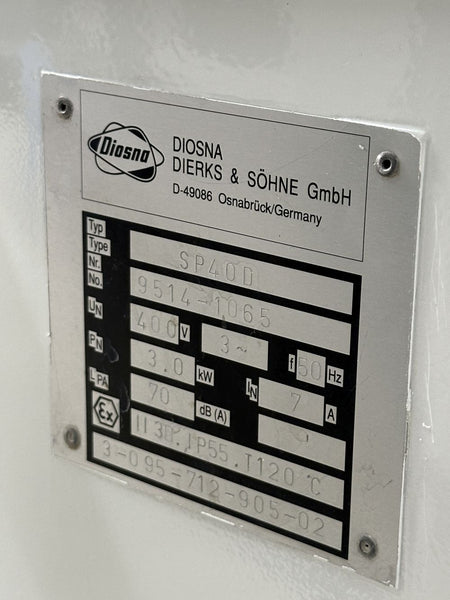 Diosna
DIOSNA
DIERKS & SÖHNE GmbH
D-49086 Osnabrück/Germany
Typ
Type
SP40D
Nr.
No.
9514-1065
UN 400 V 3~ f 50 Hz
PN 3.0 kW IN 7 A
LPA 70 dB (A)
Ex II 3D.IP55.T120°C
3-095-712-905-02